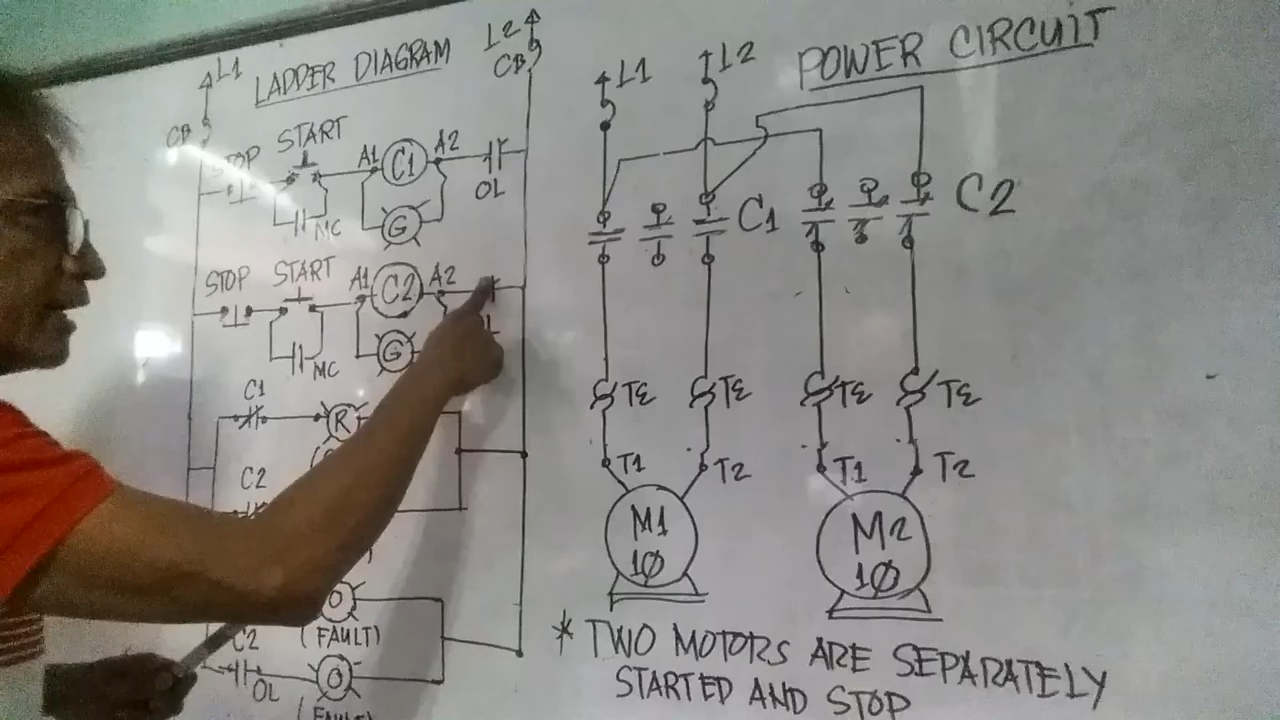 LADDER DIAGRAM
L1
L2
CB
CB
STOP START A1 C1 A2
OL
MC
G
STOP START A1 C2 A2
MC
G
C1
R
C2
O
(FAULT)
C2
OL
O
(FAULT)
POWER CIRCUIT
L1 L2
C1 C2
TE TE TE TE
T1 T2 T1 T2
M1 M2
1Ø 1Ø
* TWO MOTORS ARE SEPARATELY
STARTED AND STOP